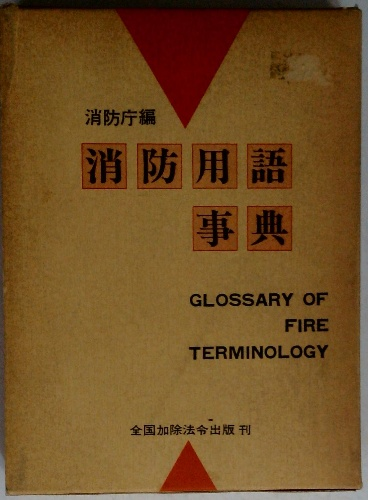 消防庁編
消防用語
事典
GLOSSARY OF
FIRE
TERMINOLOGY
全国加除法令出版 刊